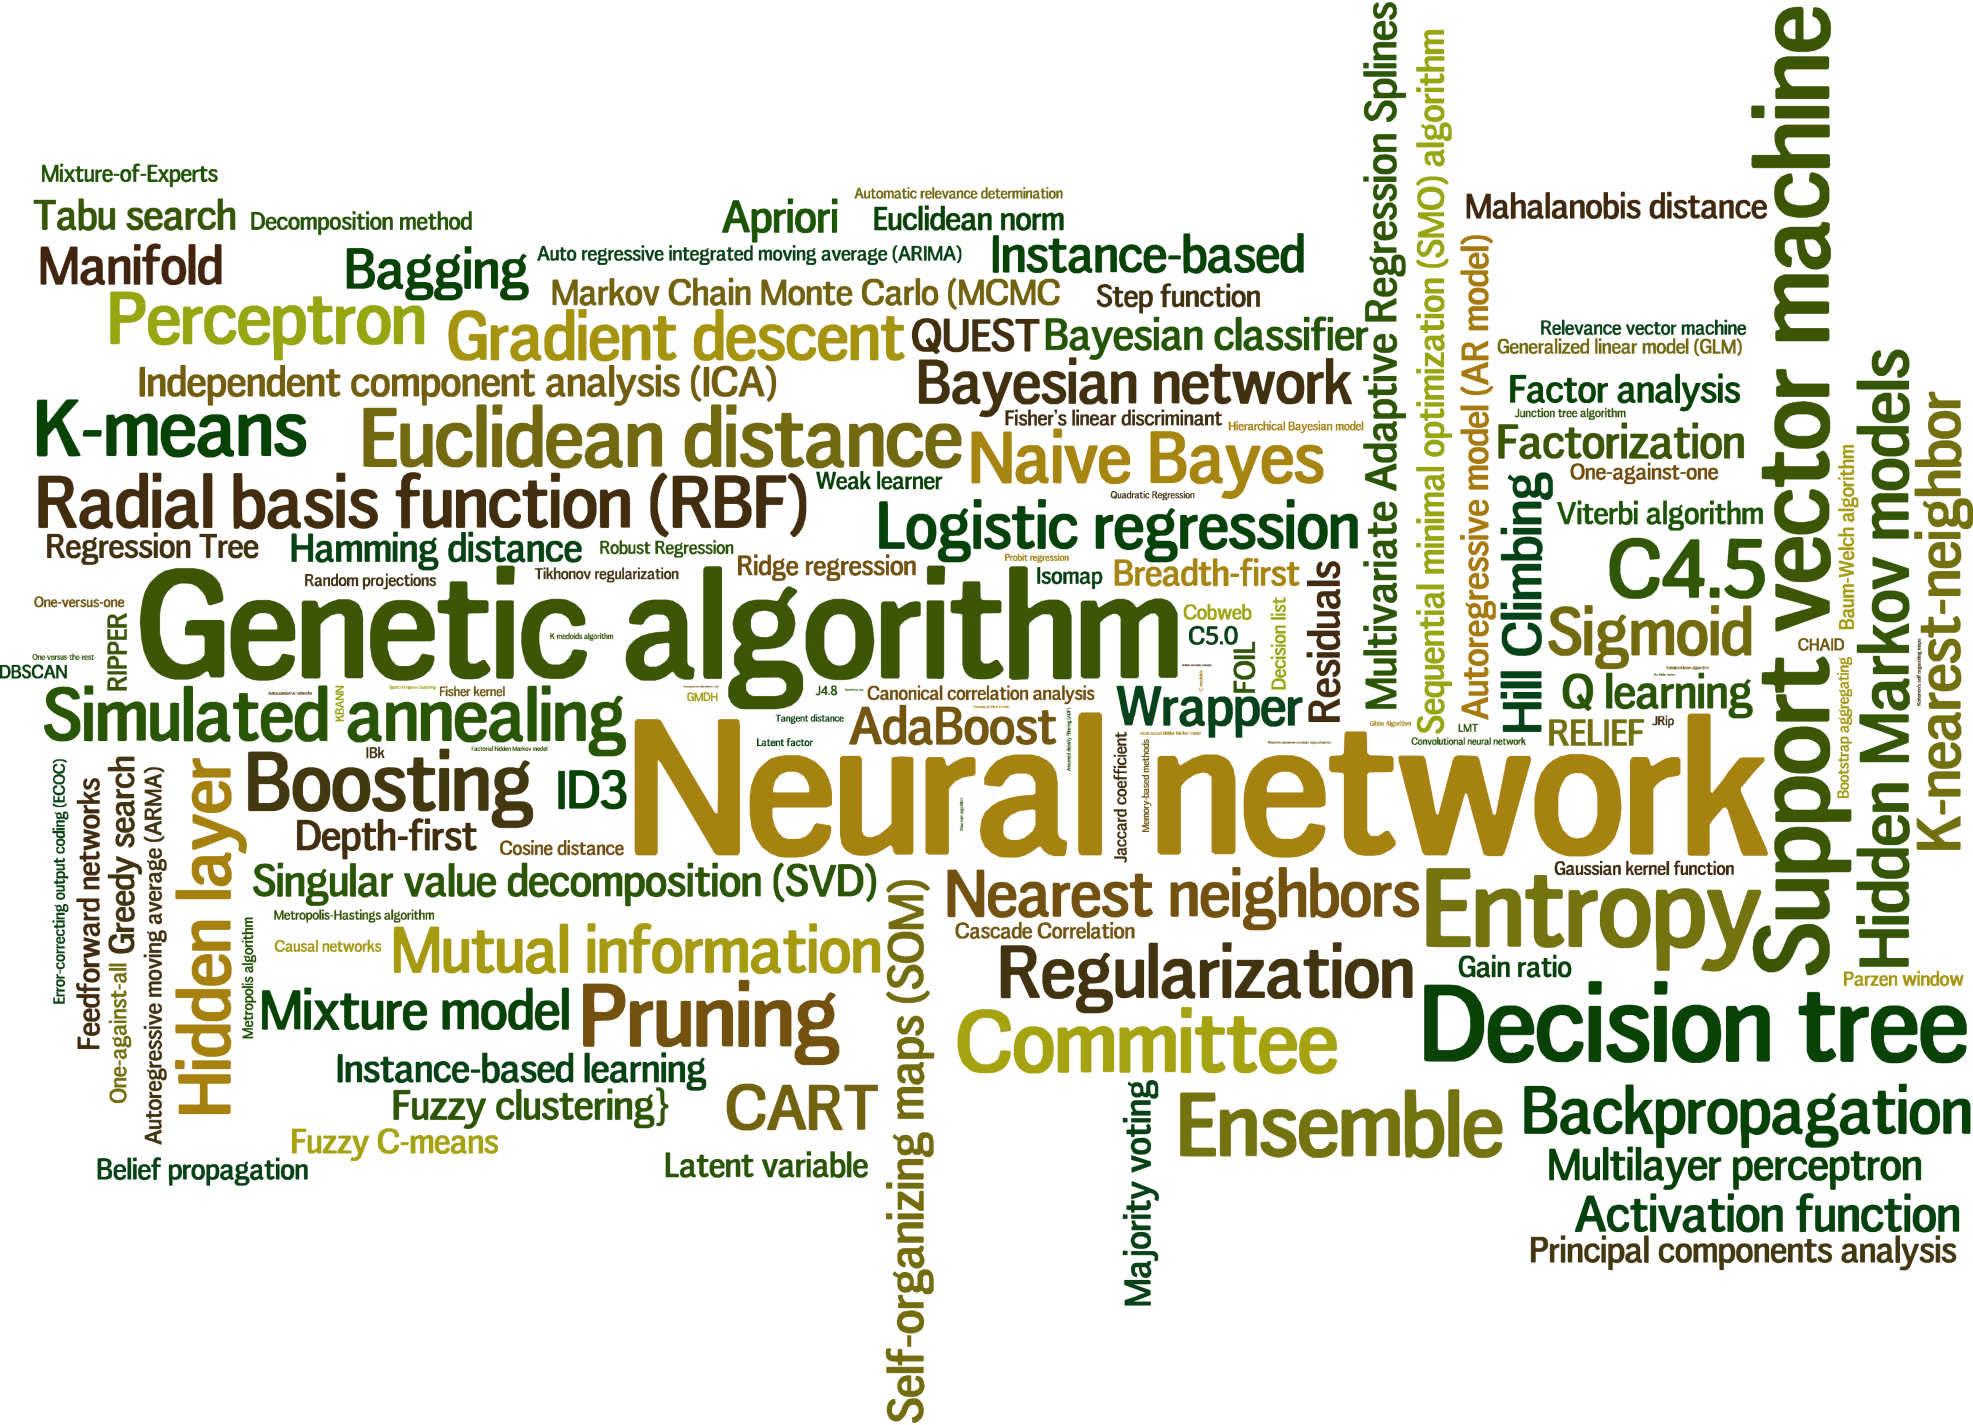 Mixture-of-Experts
Tabu search
Decomposition method
Manifold
Bagging
Apriori
Automatic relevance determination
Euclidean norm
Auto regressive integrated moving average (ARIMA)
Instance-based
Markov Chain Monte Carlo (MCMC
Step function
Perceptron
Gradient descent
QUEST
Bayesian classifier
Independent component analysis (ICA)
Bayesian network
K-means
Euclidean distance
Fisher's linear discriminant
Hierarchical Bayesian model
Naive Bayes
Radial basis function (RBF)
Weak learner
Quadratic Regression
Logistic regression
Regression Tree
Hamming distance
Robust Regression
Ridge regression
Probit regression
Random projections
Tikhonov regularization
Isomap
Breadth-first
Multivariate Adaptive Regression Splines
Sequential minimal optimization (SMO) algorithm
Autoregressive model (AR model)
Mahalanobis distance
Support vector machine
Relevance vector machine
Generalized linear model (GLM)
Factor analysis
Junction tree algorithm
Factorization
One-against-one
Hill Climbing
Viterbi algorithm
C4.5
Sigmoid
Baum-Welch algorithm
Hidden Markov models
K-nearest-neighbor
CHAID
Q learning
RELIEF
JRip
Bootstrap aggregating
One-versus-one
RIPPER
One-versus-the-rest
DBSCAN
Genetic algorithm
K-medoids algorithm
Cobweb
C5.0
FOIL
Decision list
Residuals
Simulated annealing
KBANN
Fisher kernel
GMDH
J4.8
Canonical correlation analysis
Wrapper
Tangent distance
AdaBoost
Gibbs Algorithm
LMT
Convolutional neural network
Latent factor
IBk
Factorial hidden Markov model
Boosting
ID3
Neural network
Jaccard coefficient
Memory-based methods
Depth-first
Cosine distance
Error-correcting output coding (ECOC)
Feedforward networks
Greedy search
One-against-all
Autoregressive moving average (ARMA)
Hidden layer
Metropolis algorithm
Singular value decomposition (SVD)
Metropolis-Hastings algorithm
Causal networks
Mutual information
Self-organizing maps (SOM)
Nearest neighbors
Cascade Correlation
Gaussian kernel function
Entropy
Regularization
Gain ratio
Parzen window
Mixture model
Pruning
Committee
Decision tree
Instance-based learning
Fuzzy clustering}
CART
Majority voting
Ensemble
Backpropagation
Fuzzy C-means
Belief propagation
Latent variable
Multilayer perceptron
Activation function
Principal components analysis